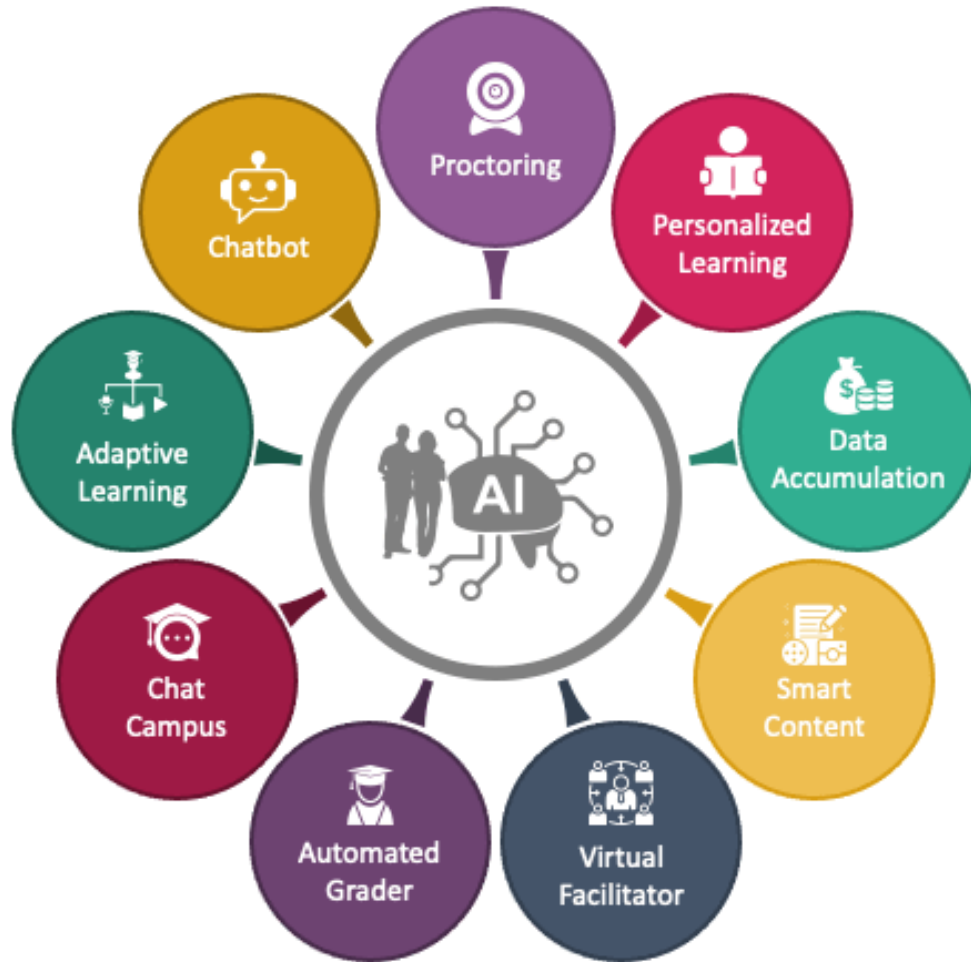 Proctoring
Personalized
Learning
Data
Accumulation
Smart
Content
Virtual
Facilitator
Automated
Grader
Chat
Campus
Adaptive
Learning
Chatbot
AI
$